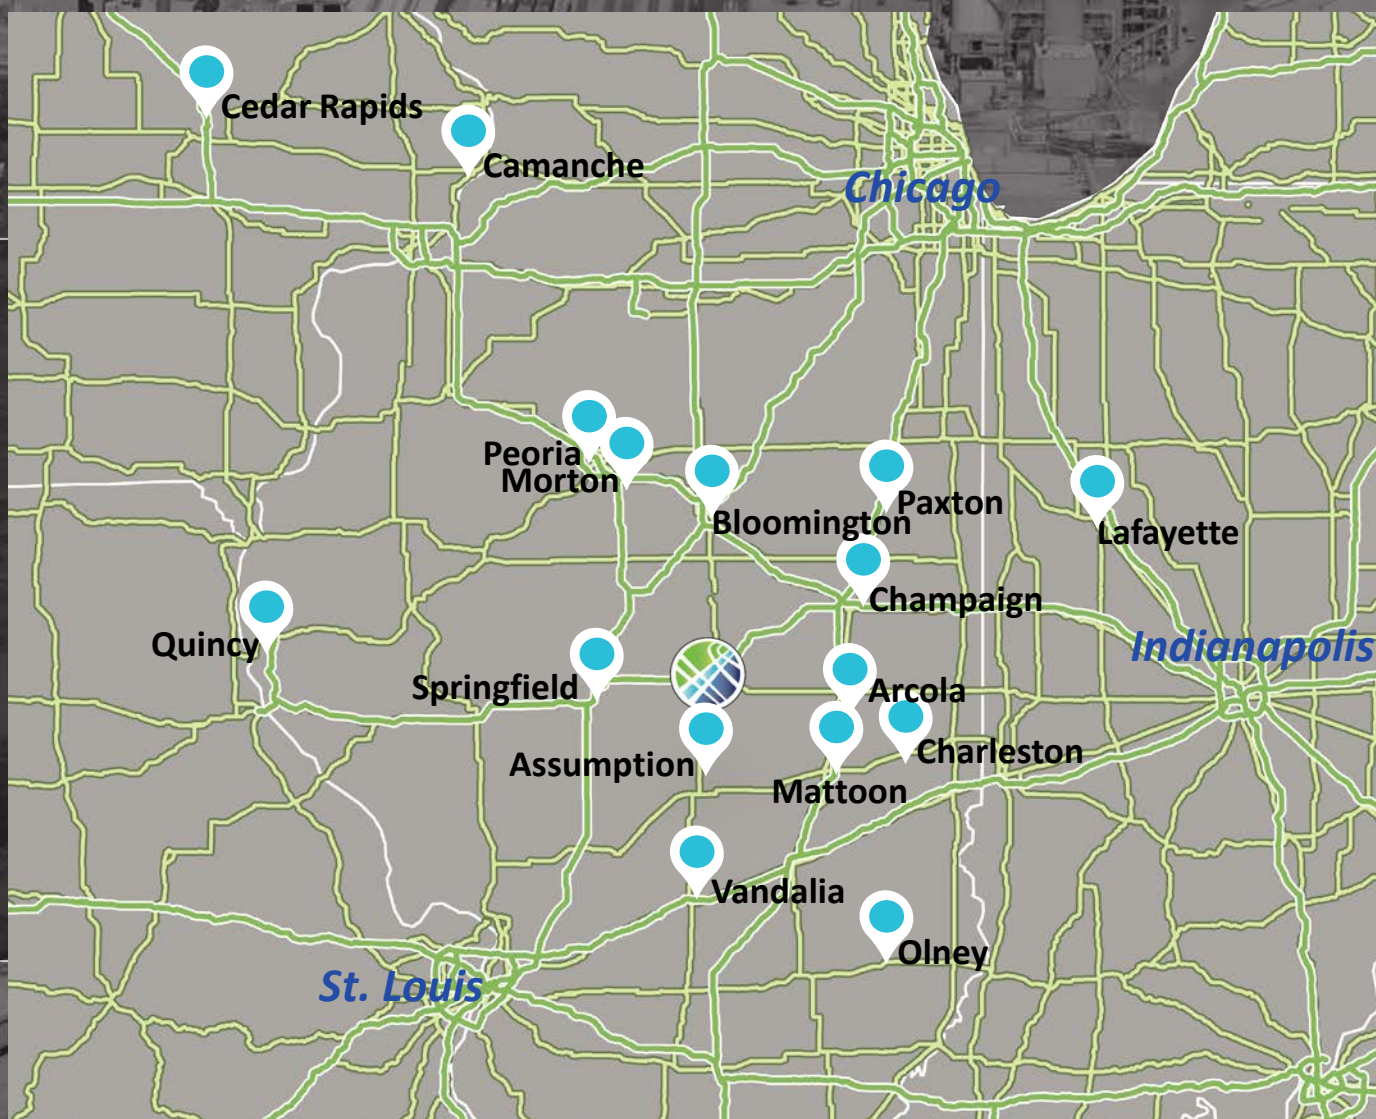 Cedar Rapids
Camanche
Chicago
Peoria
Morton
Bloomington
Paxton
Lafayette
Champaign
Quincy
Indianapolis
Springfield
Arcola
Assumption
Charleston
Mattoon
Vandalia
Olney
St. Louis